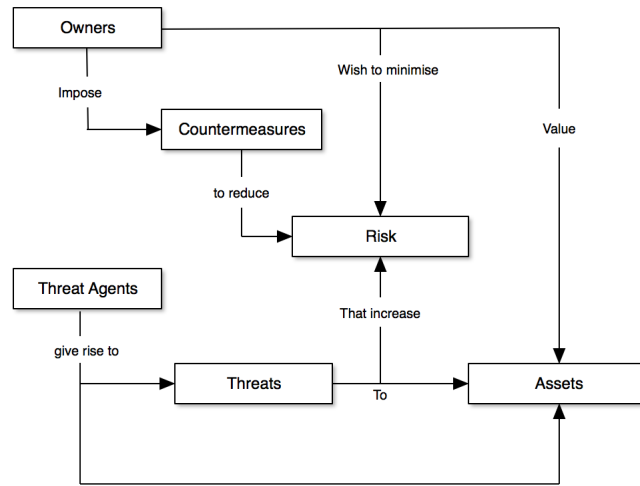 Owners
Wish to minimise
Impose
Countermeasures
Value
to reduce
Risk
Threat Agents
That increase
give rise to
Threats
To
Assets